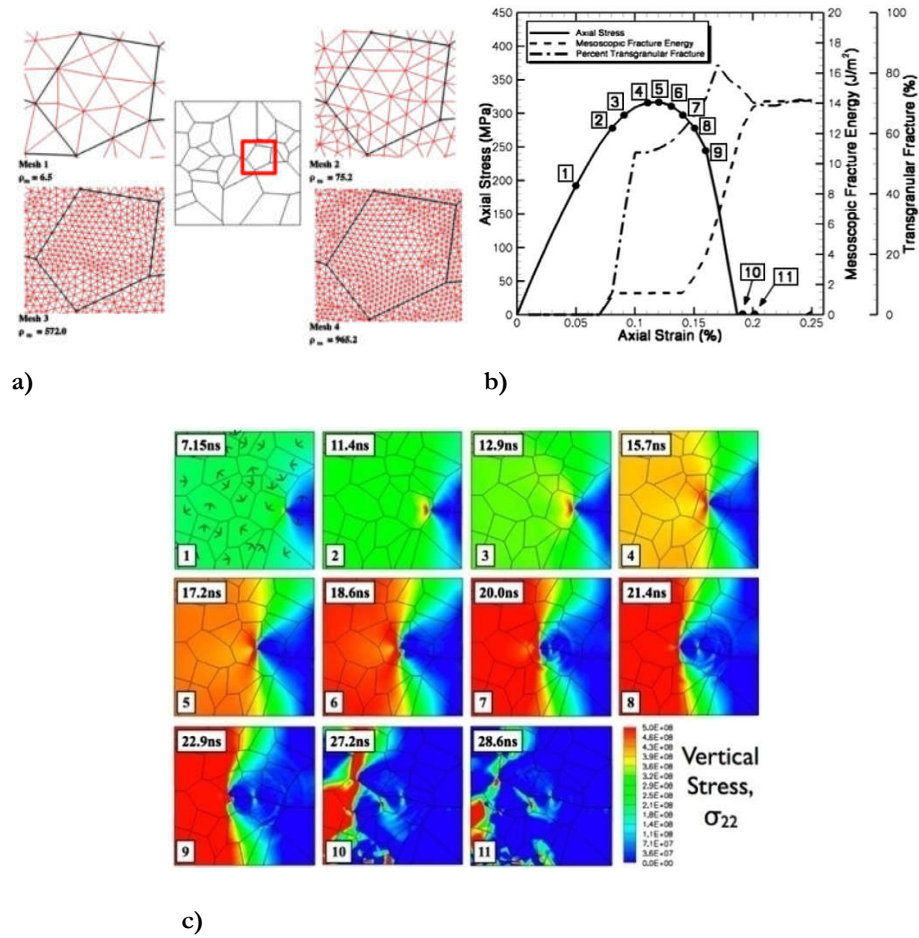 Mesh 1
ρ∞ = 6.5
Mesh 2
ρ∞ = 75.2
Mesh 3
ρ∞ = 572.0
Mesh 4
ρ∞ = 965.2
a)
Axial Stress
Mesoscopic Fracture Energy
Percent Transgranular Fracture
Axial Stress (MPa)
450
400
350
300
250
200
150
100
50
0
1
2
3
4
5
6
7
8
9
10
11
0
0.05
0.1
0.15
0.2
0.25
Axial Strain (%)
20
18
16
14
12
10
8
6
4
2
0
Mesoscopic Fracture Energy (J/m²)
100
80
60
40
20
0
Transgranular Fracture (%)
b)
7.15ns
1
11.4ns
2
12.9ns
3
15.7ns
4
17.2ns
5
18.6ns
6
20.0ns
7
21.4ns
8
22.9ns
9
27.2ns
10
28.6ns
11
5.0E+08
4.6E+08
4.3E+08
3.9E+08
3.6E+08
3.2E+08
2.9E+08
2.5E+08
2.1E+08
1.8E+08
1.4E+08
1.1E+08
7.1E+07
3.6E+07
0.0E+00
Vertical
Stress,
σ22
c)